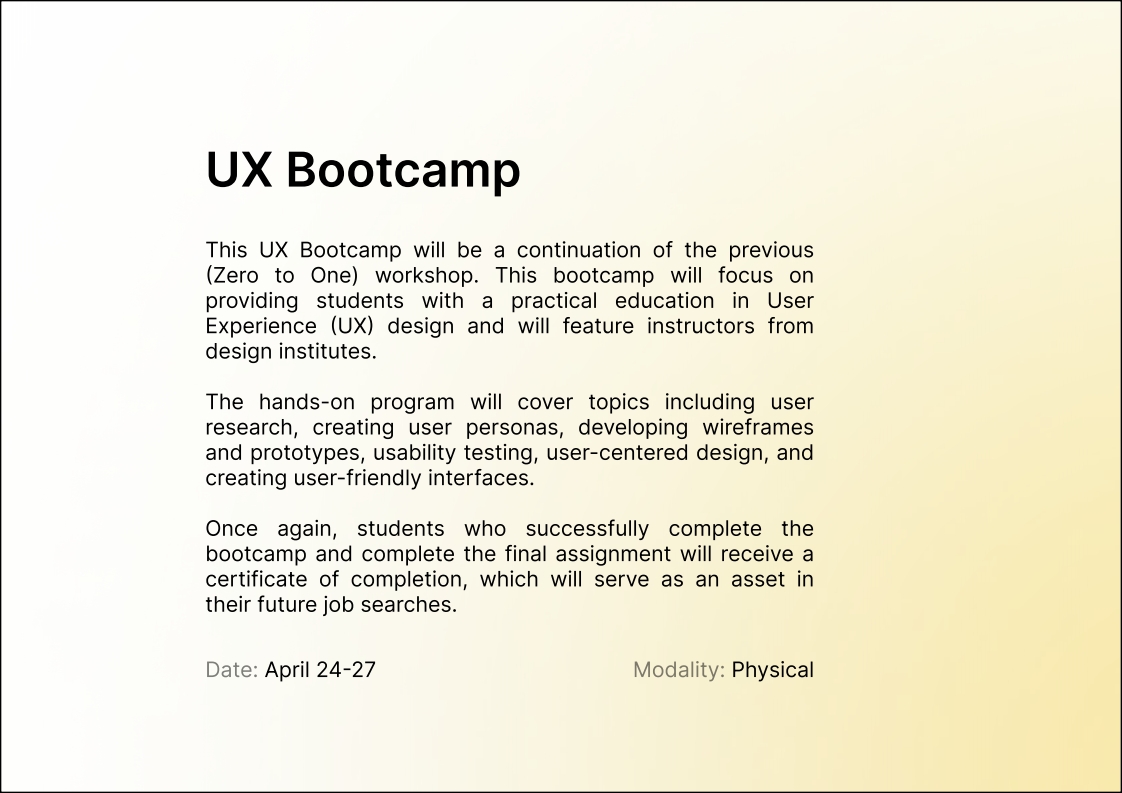 UX Bootcamp
This UX Bootcamp will be a continuation of the previous
(Zero to One) workshop. This bootcamp will focus on
providing students with a practical education in User
Experience (UX) design and will feature instructors from
design institutes.
The hands-on program will cover topics including user
research, creating user personas, developing wireframes
and prototypes, usability testing, user-centered design, and
creating user-friendly interfaces.
Once again, students who successfully complete the
bootcamp and complete the final assignment will receive a
certificate of completion, which will serve as an asset in
their future job searches.
Date: April 24-27 Modality: Physical